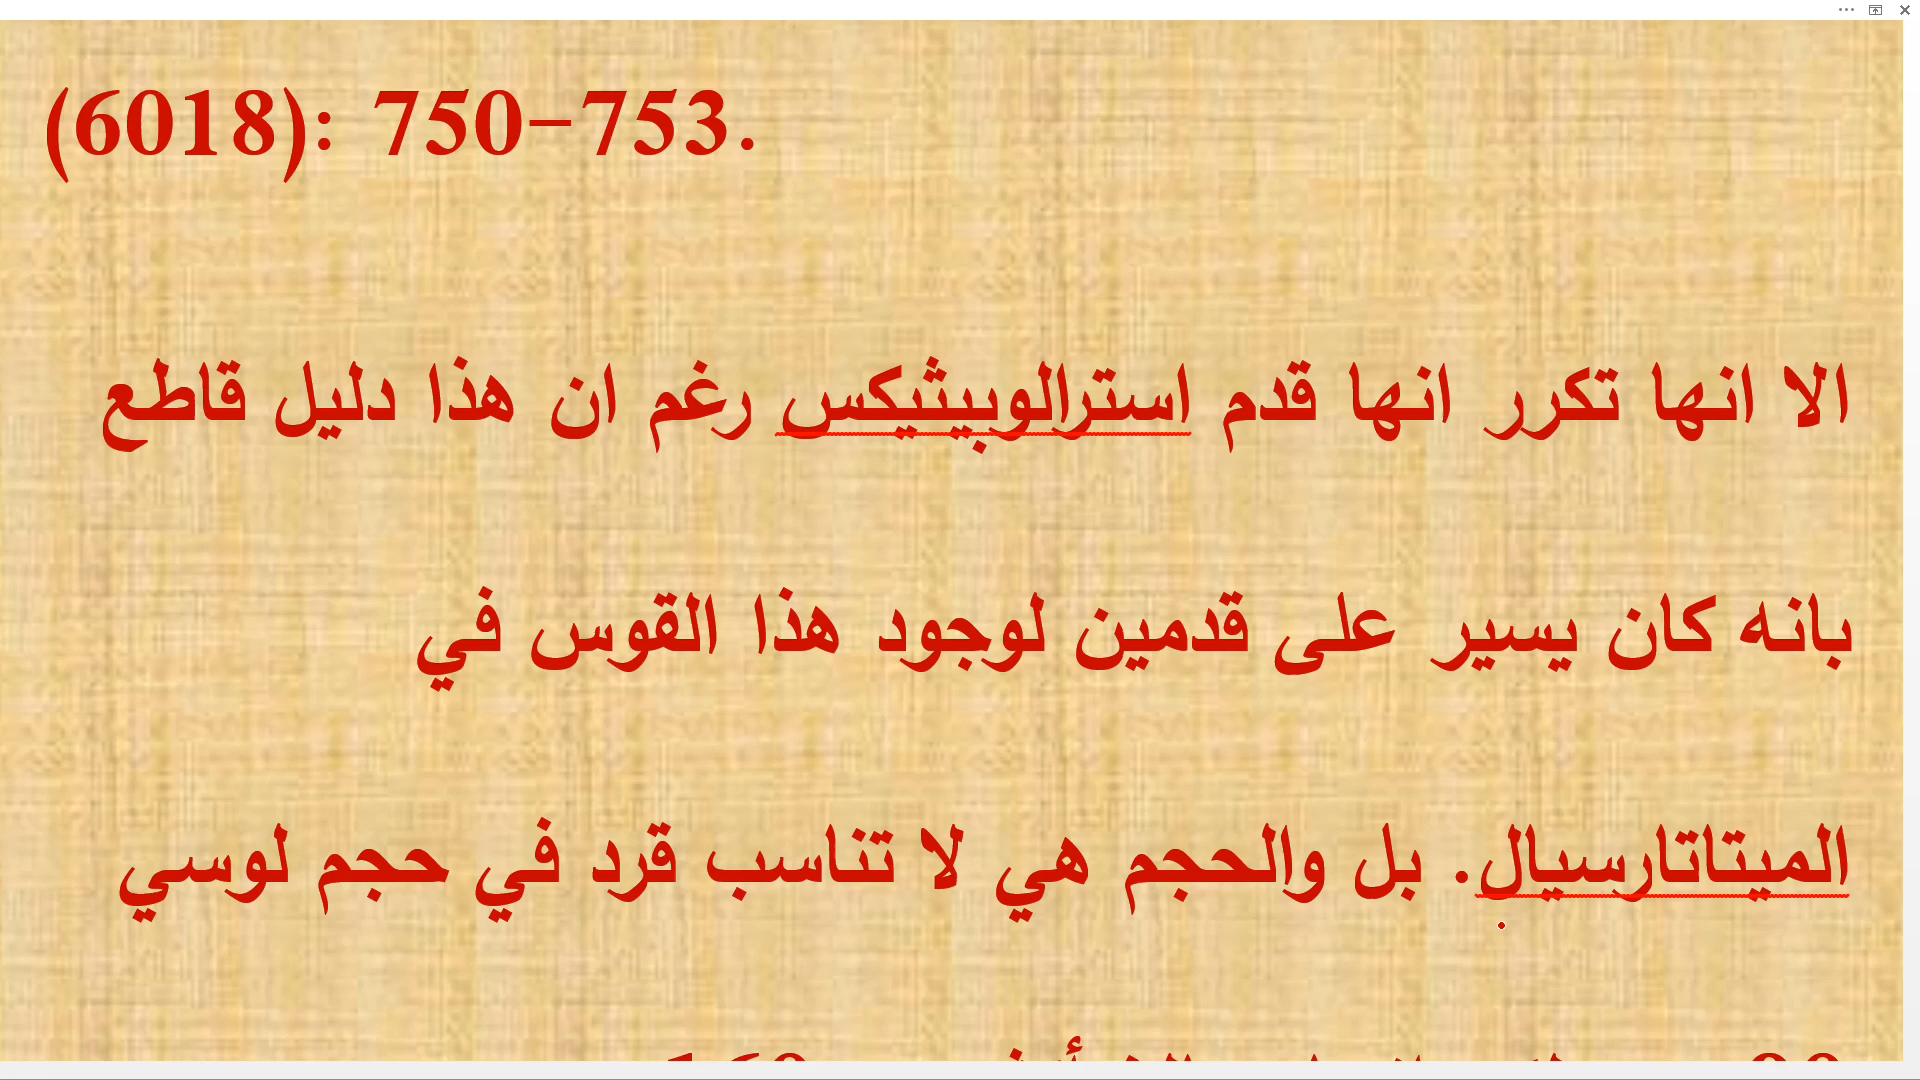 (6018): 750-753.
الا انها تكرر انها قدم استرالوبيثيكس رغم ان هذا دليل قاطع
بانه كان يسير على قدمين لوجود هذا القوس في
الميتاتارسيال. بل والحجم هي لا تناسب قرد في حجم لوسي